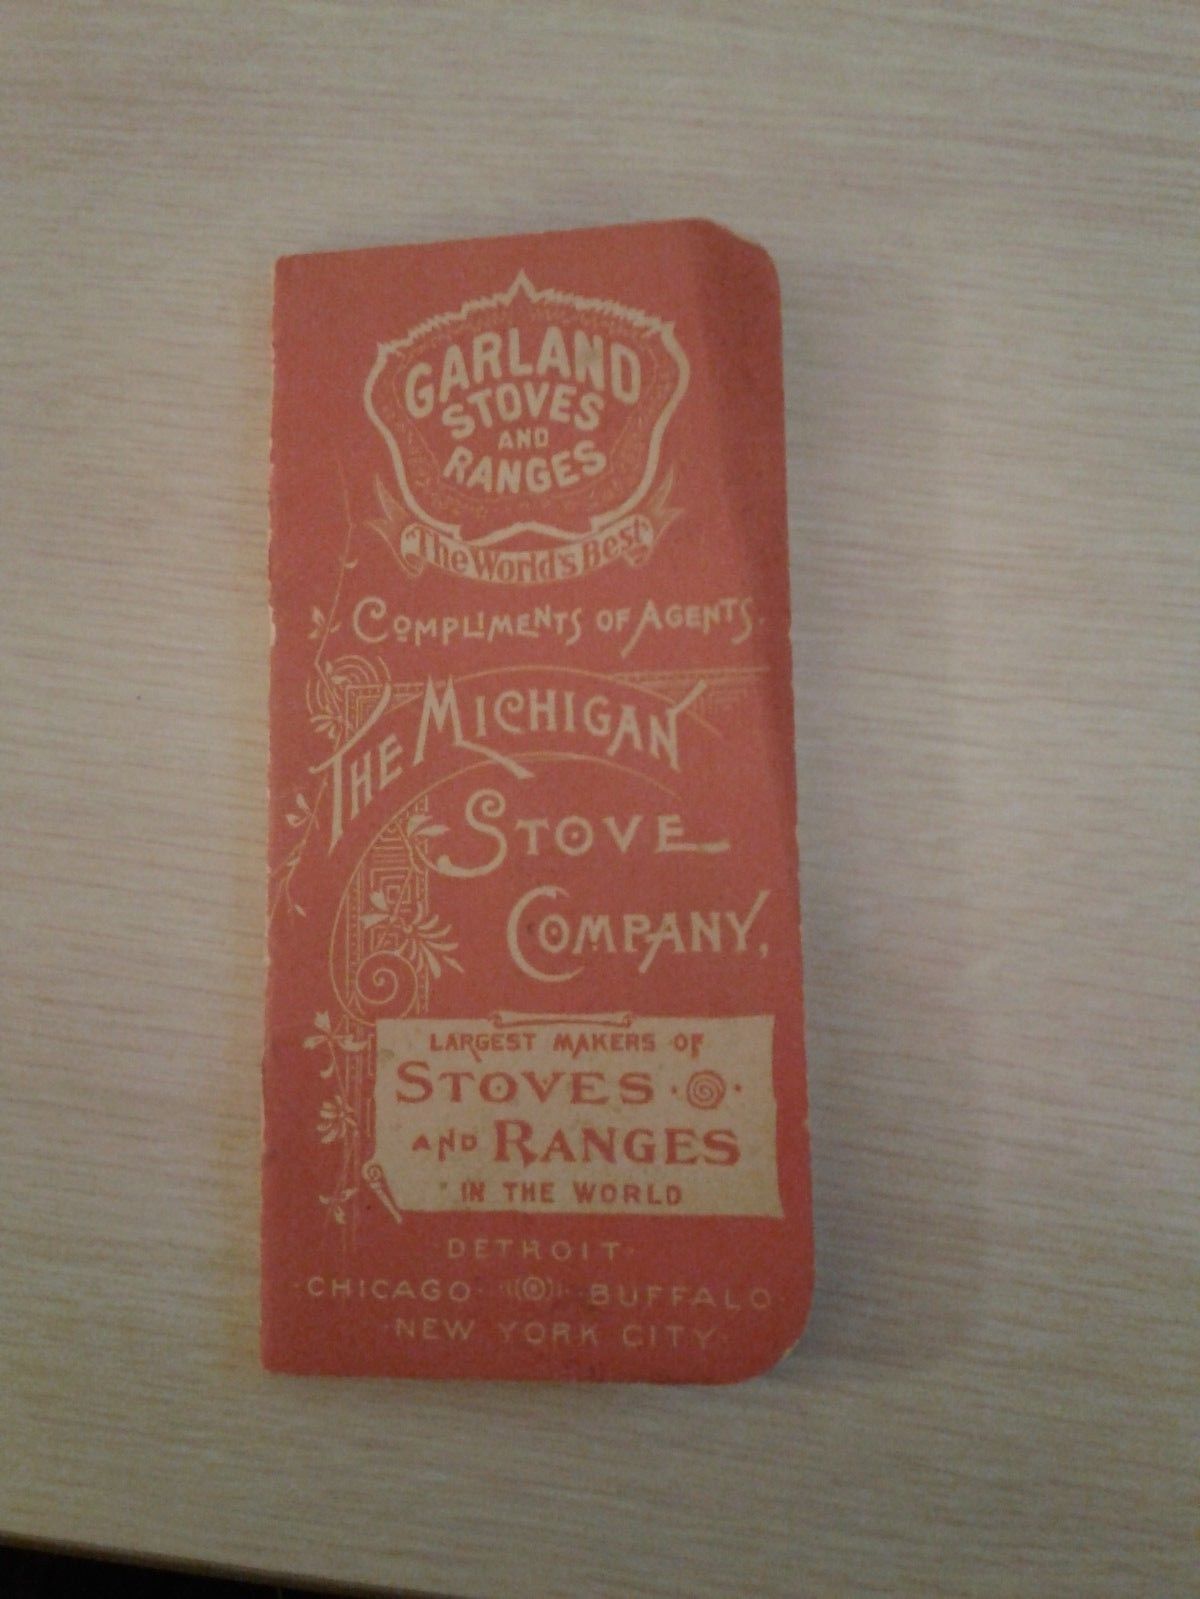 GARLAND
STOVES
AND
RANGES
"The World's Best"
COMPLIMENTS OF AGENTS.
THE MICHIGAN
STOVE
COMPANY,
LARGEST MAKERS OF
STOVES
AND RANGES
IN THE WORLD
DETROIT
CHICAGO BUFFALO
NEW YORK CITY